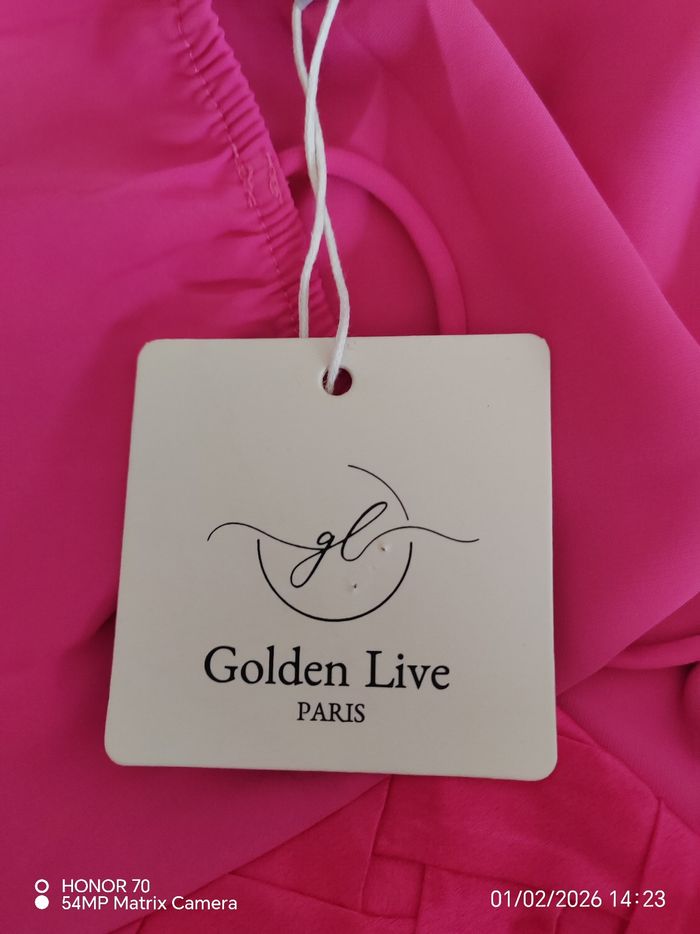 gl
Golden Live
PARIS
HONOR 70
54MP Matrix Camera
01/02/2026 14:23